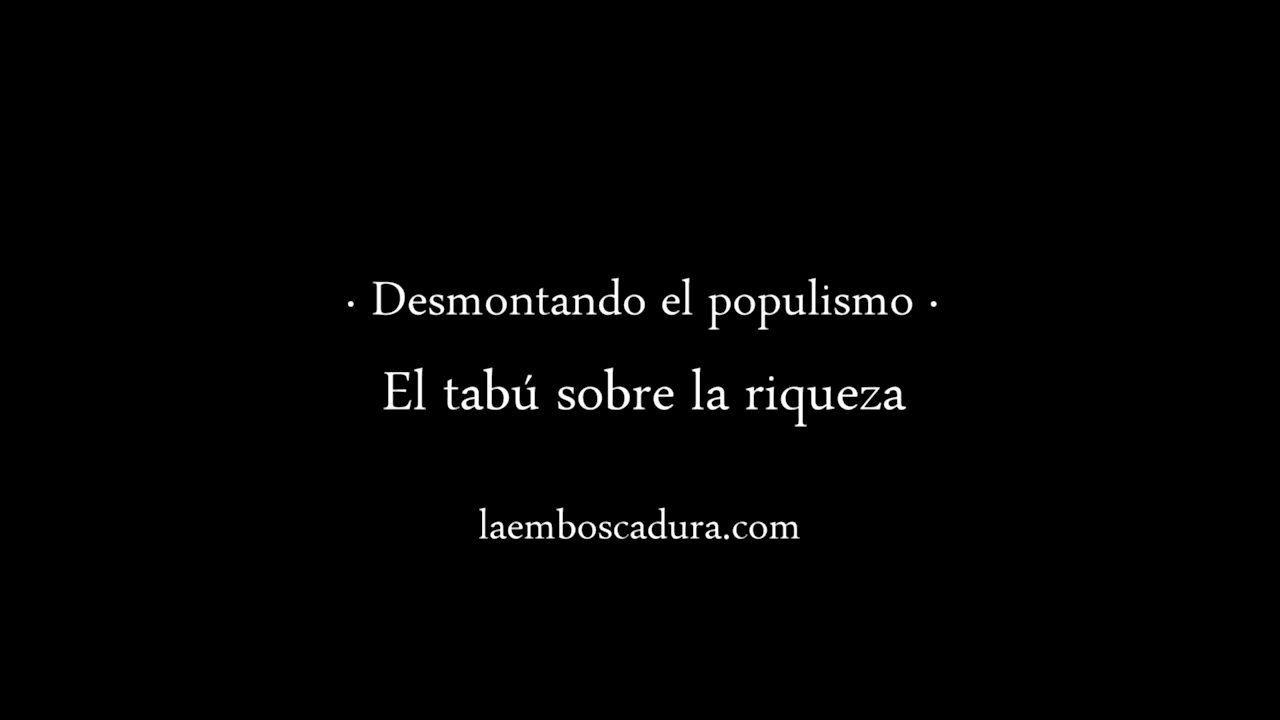 · Desmontando el populismo ·
El tabú sobre la riqueza
laemboscadura.com